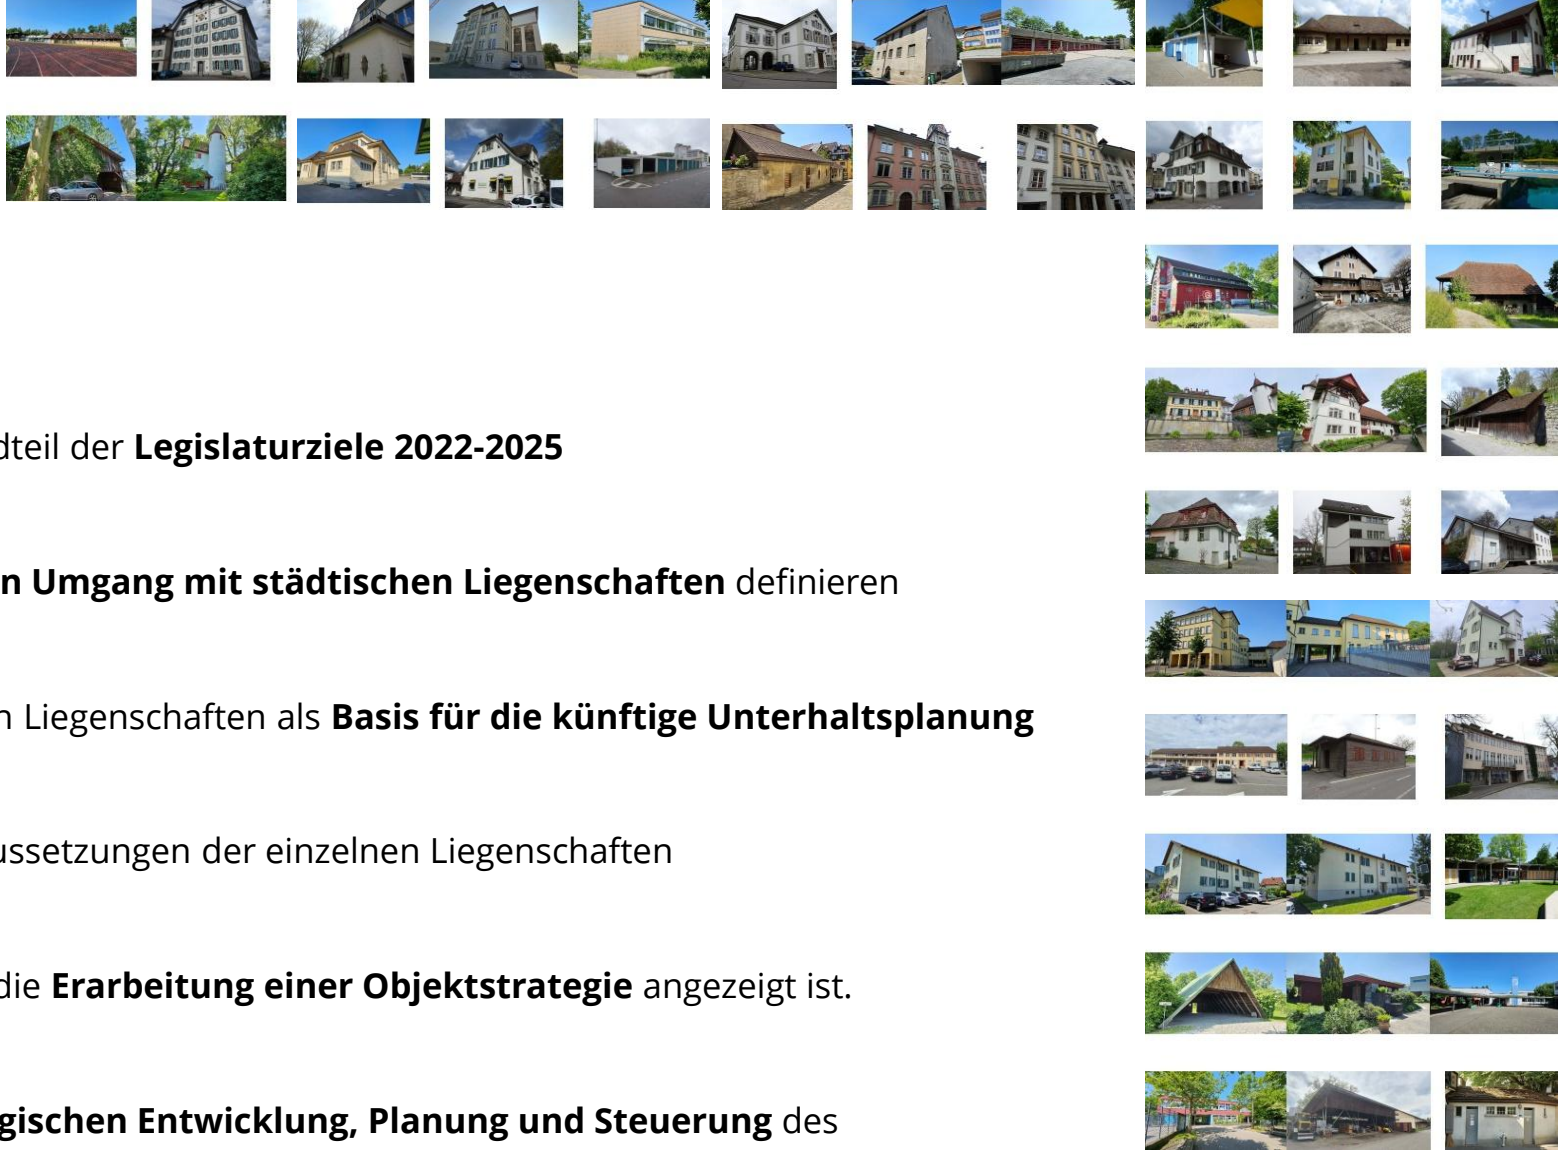 dteil der Legislaturziele 2022-2025
n Umgang mit städtischen Liegenschaften definieren
n Liegenschaften als Basis für die künftige Unterhaltsplanung
ussetzungen der einzelnen Liegenschaften
die Erarbeitung einer Objektstrategie angezeigt ist.
gischen Entwicklung, Planung und Steuerung des